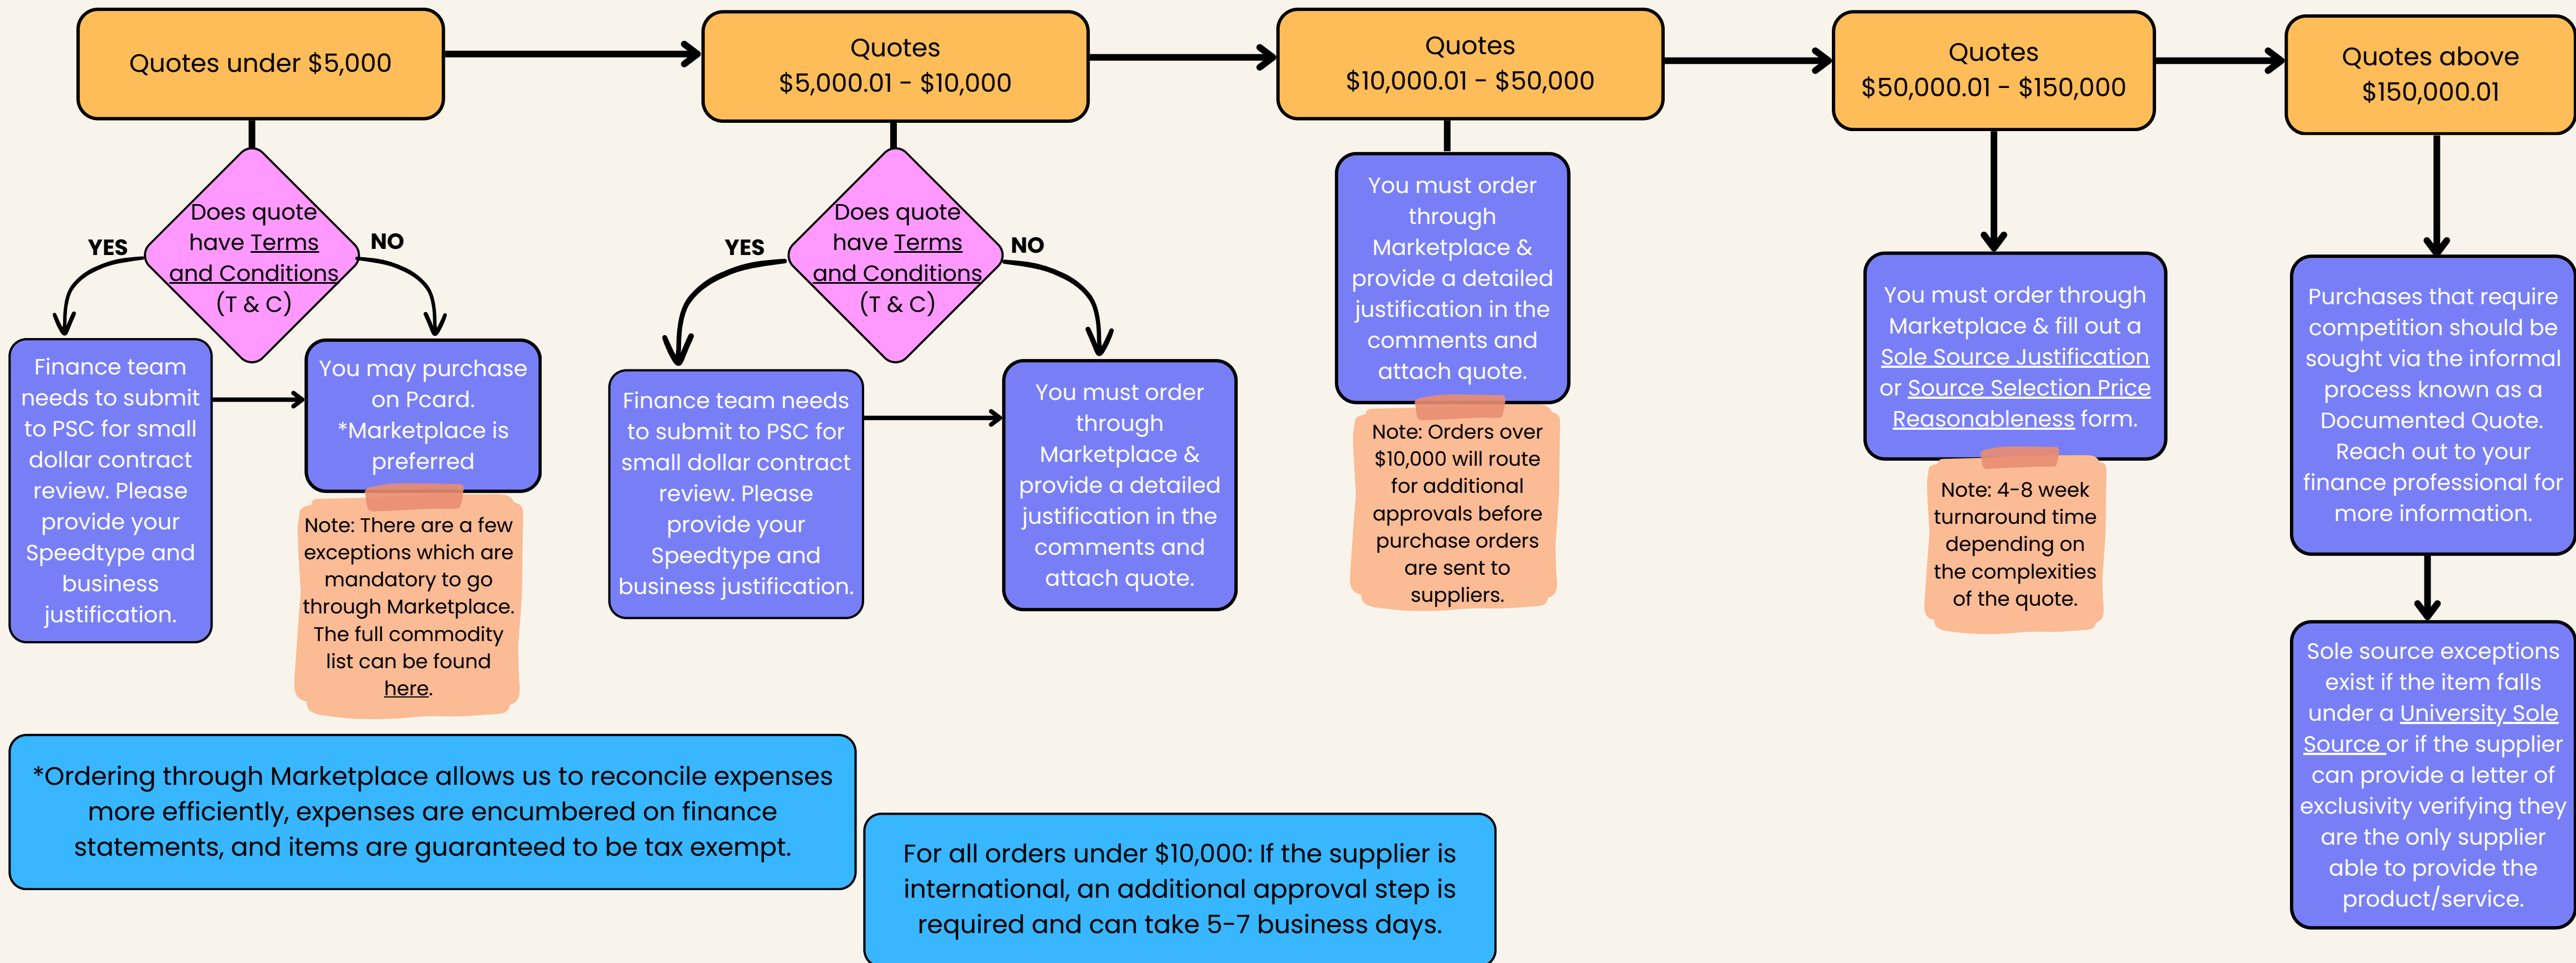 Quotes under $5,000
Does quote
have Terms
and Conditions
(T & C)
YES
NO
Finance team
needs to submit
to PSC for small
dollar contract
review. Please
provide your
Speedtype and
business
justification.
You may purchase
on Pcard.
*Marketplace is
preferred
Note: There are a few
exceptions which are
mandatory to go
through Marketplace.
The full commodity
list can be found
here.
Quotes
$5,000.01 - $10,000
Does quote
have Terms
and Conditions
(T & C)
YES
NO
Finance team needs
to submit to PSC for
small dollar contract
review. Please
provide your
Speedtype and
business justification.
You must order
through
Marketplace &
provide a detailed
justification in the
comments and
attach quote.
Quotes
$10,000.01 - $50,000
You must order
through
Marketplace &
provide a detailed
justification in the
comments and
attach quote.
Note: Orders over
$10,000 will route
for additional
approvals before
purchase orders
are sent to
suppliers.
Quotes
$50,000.01 - $150,000
You must order through
Marketplace & fill out a
Sole Source Justification
or Source Selection Price
Reasonableness form.
Note: 4-8 week
turnaround time
depending on
the complexities
of the quote.
Quotes above
$150,000.01
Purchases that require
competition should be
sought via the informal
process known as a
Documented Quote.
Reach out to your
finance professional for
more information.
Sole source exceptions
exist if the item falls
under a University Sole
Source or if the supplier
can provide a letter of
exclusivity verifying they
are the only supplier
able to provide the
product/service.
*Ordering through Marketplace allows us to reconcile expenses
more efficiently, expenses are encumbered on finance
statements, and items are guaranteed to be tax exempt.
For all orders under $10,000: If the supplier is
international, an additional approval step is
required and can take 5-7 business days.